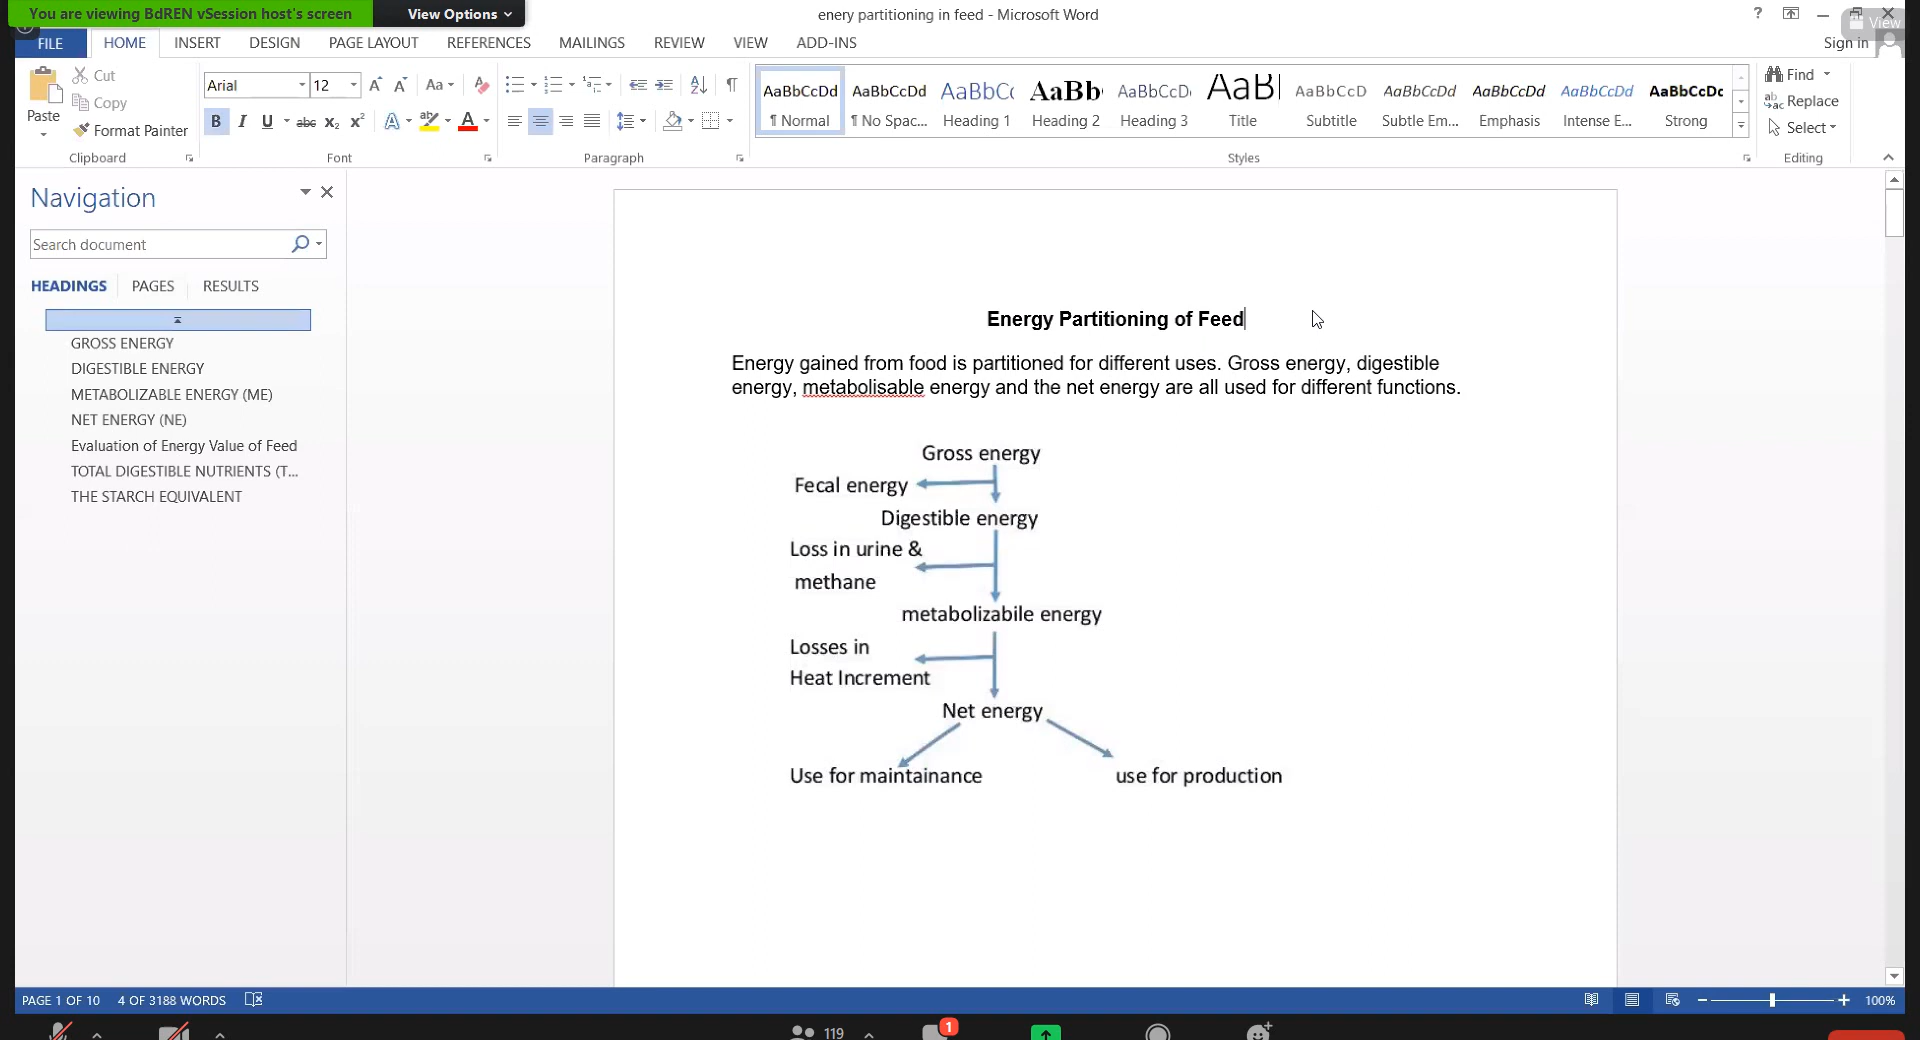 You are viewing BdREN vSession host's screen View Options
enery partitioning in feed - Microsoft Word
? View
FILE HOME INSERT DESIGN PAGE LAYOUT REFERENCES MAILINGS REVIEW VIEW ADD-INS Sign in
Paste Cut
Copy
Format Painter
Arial 12 Aa
B I U abc x2 x2 A A
AaBbCcDd AaBbCcDd AaBbCc AaBb AaBbCcD AaBl AaBbCcD AaBbCcDd AaBbCcDd AaBbCcDd AaBbCcDc
¶ Normal ¶ No Spac... Heading 1 Heading 2 Heading 3 Title Subtitle Subtle Em... Emphasis Intense E... Strong
Find
Replace
Select
Clipboard Font Paragraph Styles Editing
Navigation
Search document
HEADINGS PAGES RESULTS
GROSS ENERGY
DIGESTIBLE ENERGY
METABOLIZABLE ENERGY (ME)
NET ENERGY (NE)
Evaluation of Energy Value of Feed
TOTAL DIGESTIBLE NUTRIENTS (T...
THE STARCH EQUIVALENT
Energy Partitioning of Feed
Energy gained from food is partitioned for different uses. Gross energy, digestible
energy, metabolisable energy and the net energy are all used for different functions.
Gross energy
Fecal energy
Digestible energy
Loss in urine &
methane
metabolizabile energy
Losses in
Heat Increment
Net energy
Use for maintainance use for production
PAGE 1 OF 10 4 OF 3188 WORDS 100%
119 1